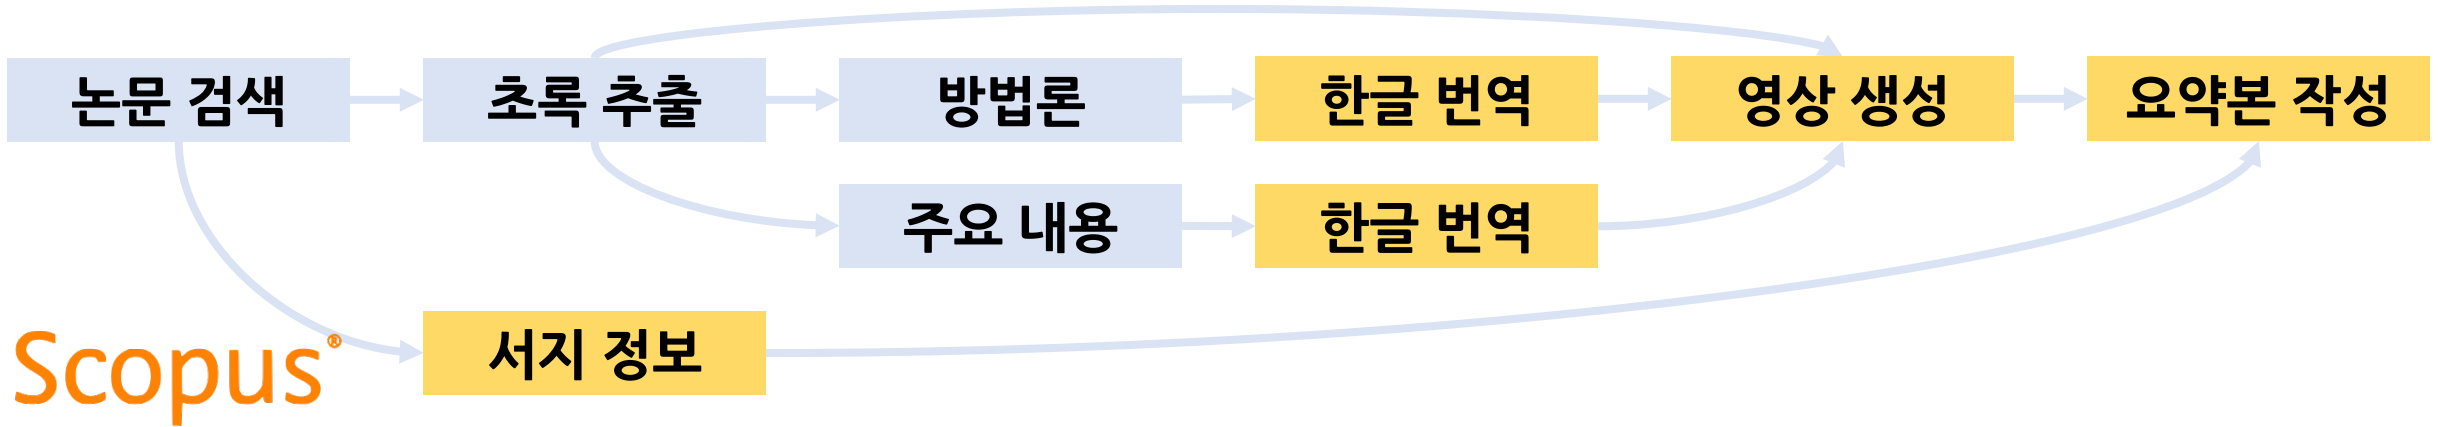 논문 검색
초록 추출
방법론
한글 번역
영상 생성
요약본 작성
주요 내용
한글 번역
서지 정보
Scopus®